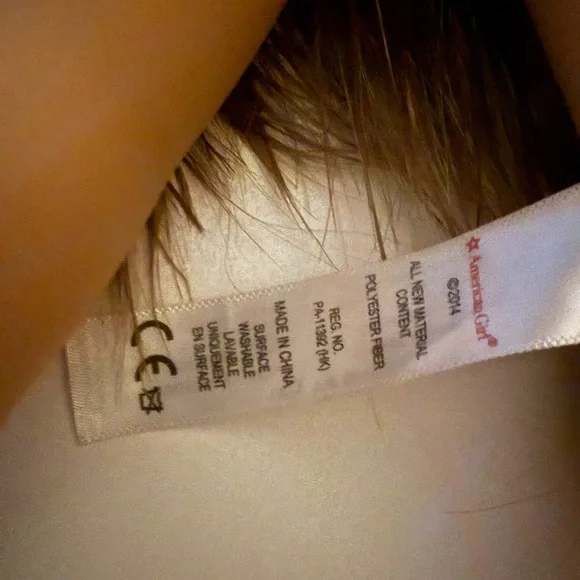 American Girl®
©2014
ALL NEW MATERIAL
CONTENT
POLYESTER FIBER
REG. NO.
PA-11392 (HK)
MADE IN CHINA
SURFACE
WASHABLE
LAVABLE
UNIQUEMENT
EN SURFACE
CE